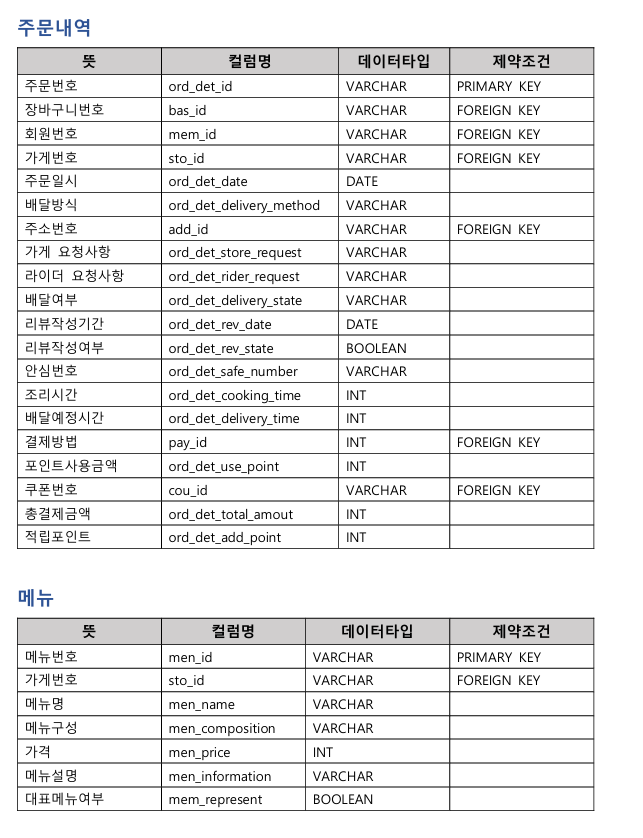 주문내역
뜻 컬럼명 데이터타입 제약조건
주문번호 ord_det_id VARCHAR PRIMARY KEY
장바구니번호 bas_id VARCHAR FOREIGN KEY
회원번호 mem_id VARCHAR FOREIGN KEY
가게번호 sto_id VARCHAR FOREIGN KEY
주문일시 ord_det_date DATE
배달방식 ord_det_delivery_method VARCHAR
주소번호 add_id VARCHAR FOREIGN KEY
가게 요청사항 ord_det_store_request VARCHAR
라이더 요청사항 ord_det_rider_request VARCHAR
배달여부 ord_det_delivery_state VARCHAR
리뷰작성기간 ord_det_rev_date DATE
리뷰작성여부 ord_det_rev_state BOOLEAN
안심번호 ord_det_safe_number VARCHAR
조리시간 ord_det_cooking_time INT
배달예정시간 ord_det_delivery_time INT
결제방법 pay_id INT FOREIGN KEY
포인트사용금액 ord_det_use_point INT
쿠폰번호 cou_id VARCHAR FOREIGN KEY
총결제금액 ord_det_total_amout INT
적립포인트 ord_det_add_point INT
메뉴
뜻 컬럼명 데이터타입 제약조건
메뉴번호 men_id VARCHAR PRIMARY KEY
가게번호 sto_id VARCHAR FOREIGN KEY
메뉴명 men_name VARCHAR
메뉴구성 men_composition VARCHAR
가격 men_price INT
메뉴설명 men_information VARCHAR
대표메뉴여부 mem_represent BOOLEAN